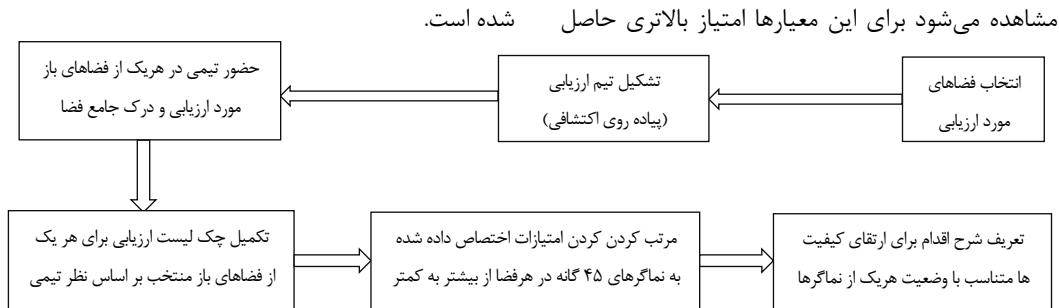 مشاهده می‌شود برای این معیارها امتیاز بالاتری حاصل شده است.
انتخاب فضاهای
مورد ارزیابی
تشکیل تیم ارزیابی
(پیاده روی اکتشافی)
حضور تیمی در هریک از فضاهای باز
مورد ارزیابی و درک جامع فضا
تکمیل چک لیست ارزیابی برای هر یک
از فضاهای باز منتخب بر اساس نظر تیمی
مرتب کردن کردن امتیازات اختصاص داده شده
به نماگرهای ۴۵ گانه در هرفضا از بیشتر به کمتر
تعریف شرح اقدام برای ارتقای کیفیت
ها متناسب با وضعیت هریک از نماگرها